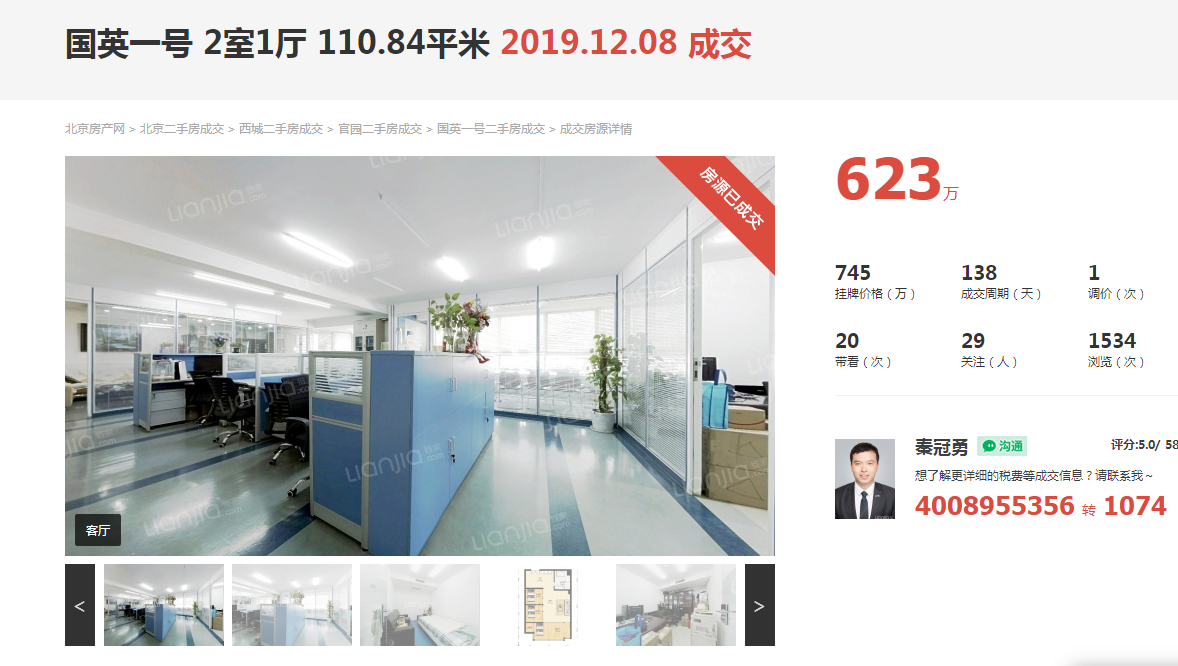 国英一号 2室1厅 110.84平米 2019.12.08 成交
北京房产网 > 北京二手房成交 > 西城二手房成交 > 官园二手房成交 > 国英一号二手房成交 > 成交房源详情
房源已成交
客厅
< >
623万
745 138 1
挂牌价格（万） 成交周期（天） 调价（次）
20 29 1534
带看（次） 关注（人） 浏览（次）
秦冠勇 沟通 评分:5.0/ 58
想了解更详细的税费等成交信息？请联系我～
4008955356 转 1074